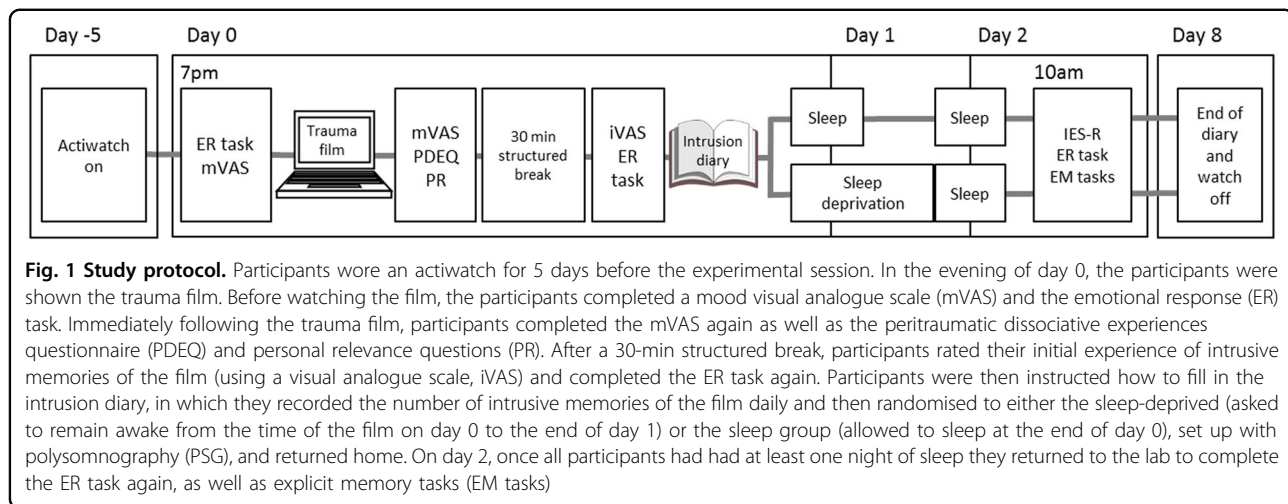 Day -5
Day 0
Day 1
Day 2
Day 8
7pm
10am
Actiwatch
on
ER task
mVAS
Trauma
film
mVAS
PDEQ
PR
30 min
structured
break
iVAS
ER
task
Intrusion
diary
Sleep
Sleep
deprivation
Sleep
Sleep
IES-R
ER task
EM tasks
End of
diary
and
watch
off
Fig. 1 Study protocol. Participants wore an actiwatch for 5 days before the experimental session. In the evening of day 0, the participants were
shown the trauma film. Before watching the film, the participants completed a mood visual analogue scale (mVAS) and the emotional response (ER)
task. Immediately following the trauma film, participants completed the mVAS again as well as the peritraumatic dissociative experiences
questionnaire (PDEQ) and personal relevance questions (PR). After a 30-min structured break, participants rated their initial experience of intrusive
memories of the film (using a visual analogue scale, iVAS) and completed the ER task again. Participants were then instructed how to fill in the
intrusion diary, in which they recorded the number of intrusive memories of the film daily and then randomised to either the sleep-deprived (asked
to remain awake from the time of the film on day 0 to the end of day 1) or the sleep group (allowed to sleep at the end of day 0), set up with
polysomnography (PSG), and returned home. On day 2, once all participants had had at least one night of sleep they returned to the lab to complete
the ER task again, as well as explicit memory tasks (EM tasks)